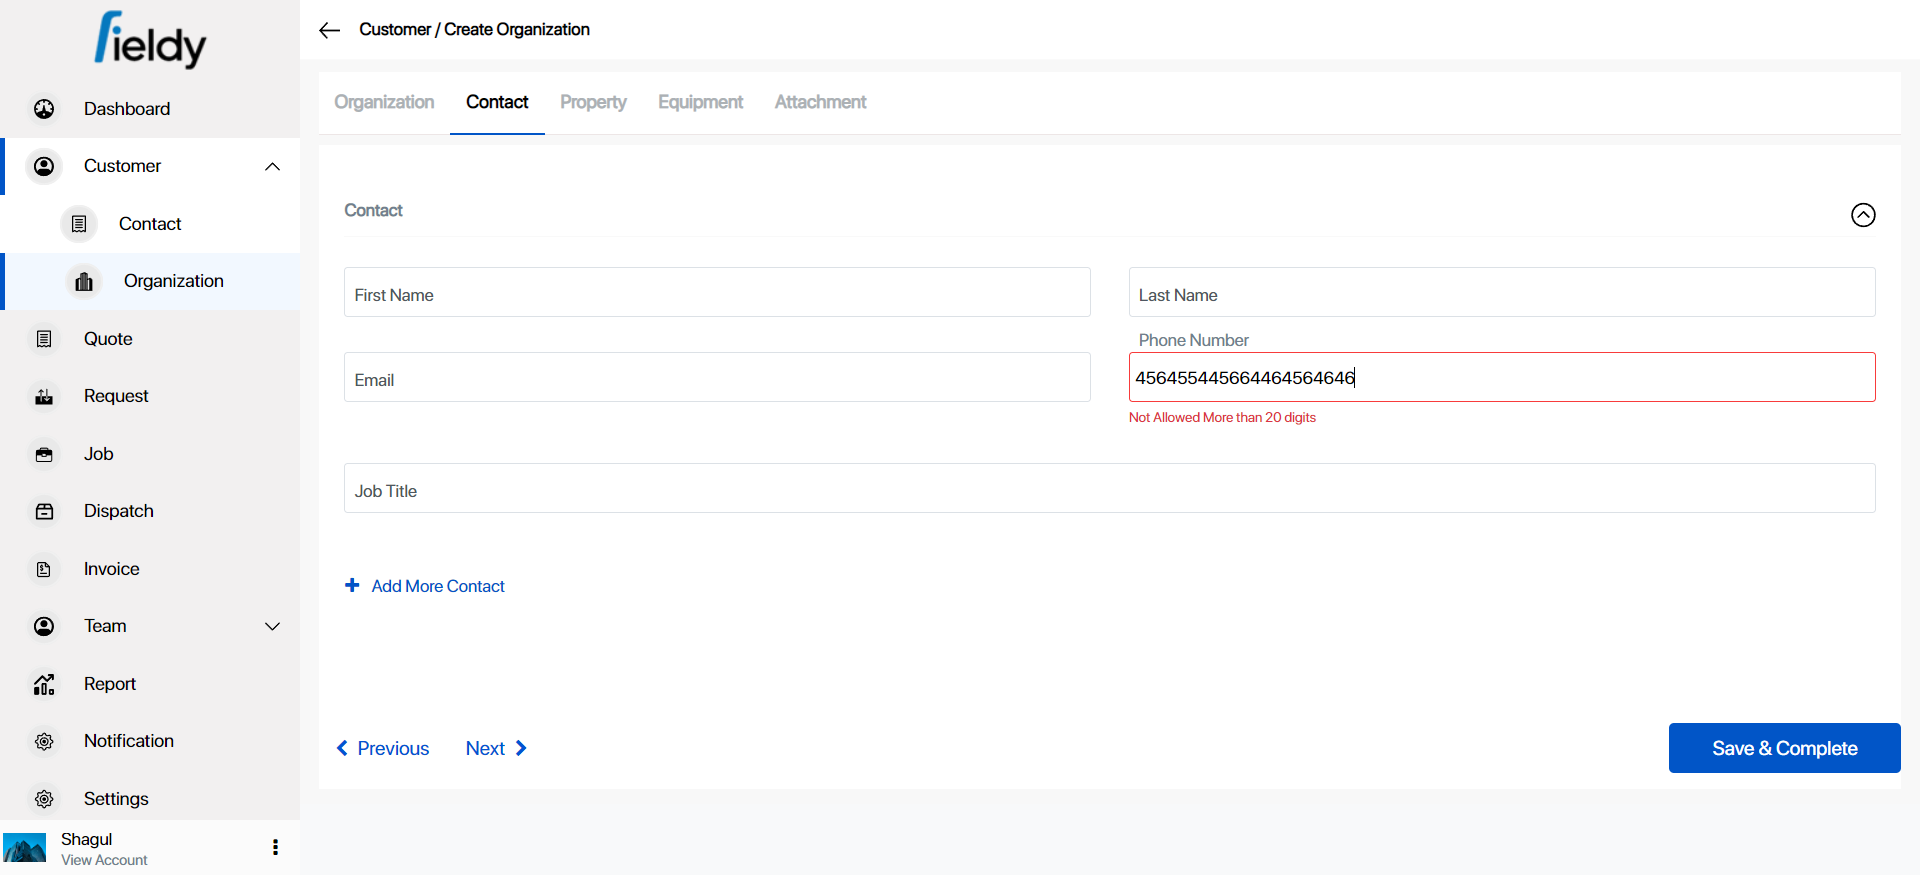 fieldy
Dashboard
Customer
Contact
Organization
Quote
Request
Job
Dispatch
Invoice
Team
Report
Notification
Settings
Shagul
View Account
Customer / Create Organization
Organization Contact Property Equipment Attachment
Contact
First Name
Last Name
Email
Phone Number
456455445664464564646
Not Allowed More than 20 digits
Job Title
Add More Contact
Previous Next
Save & Complete